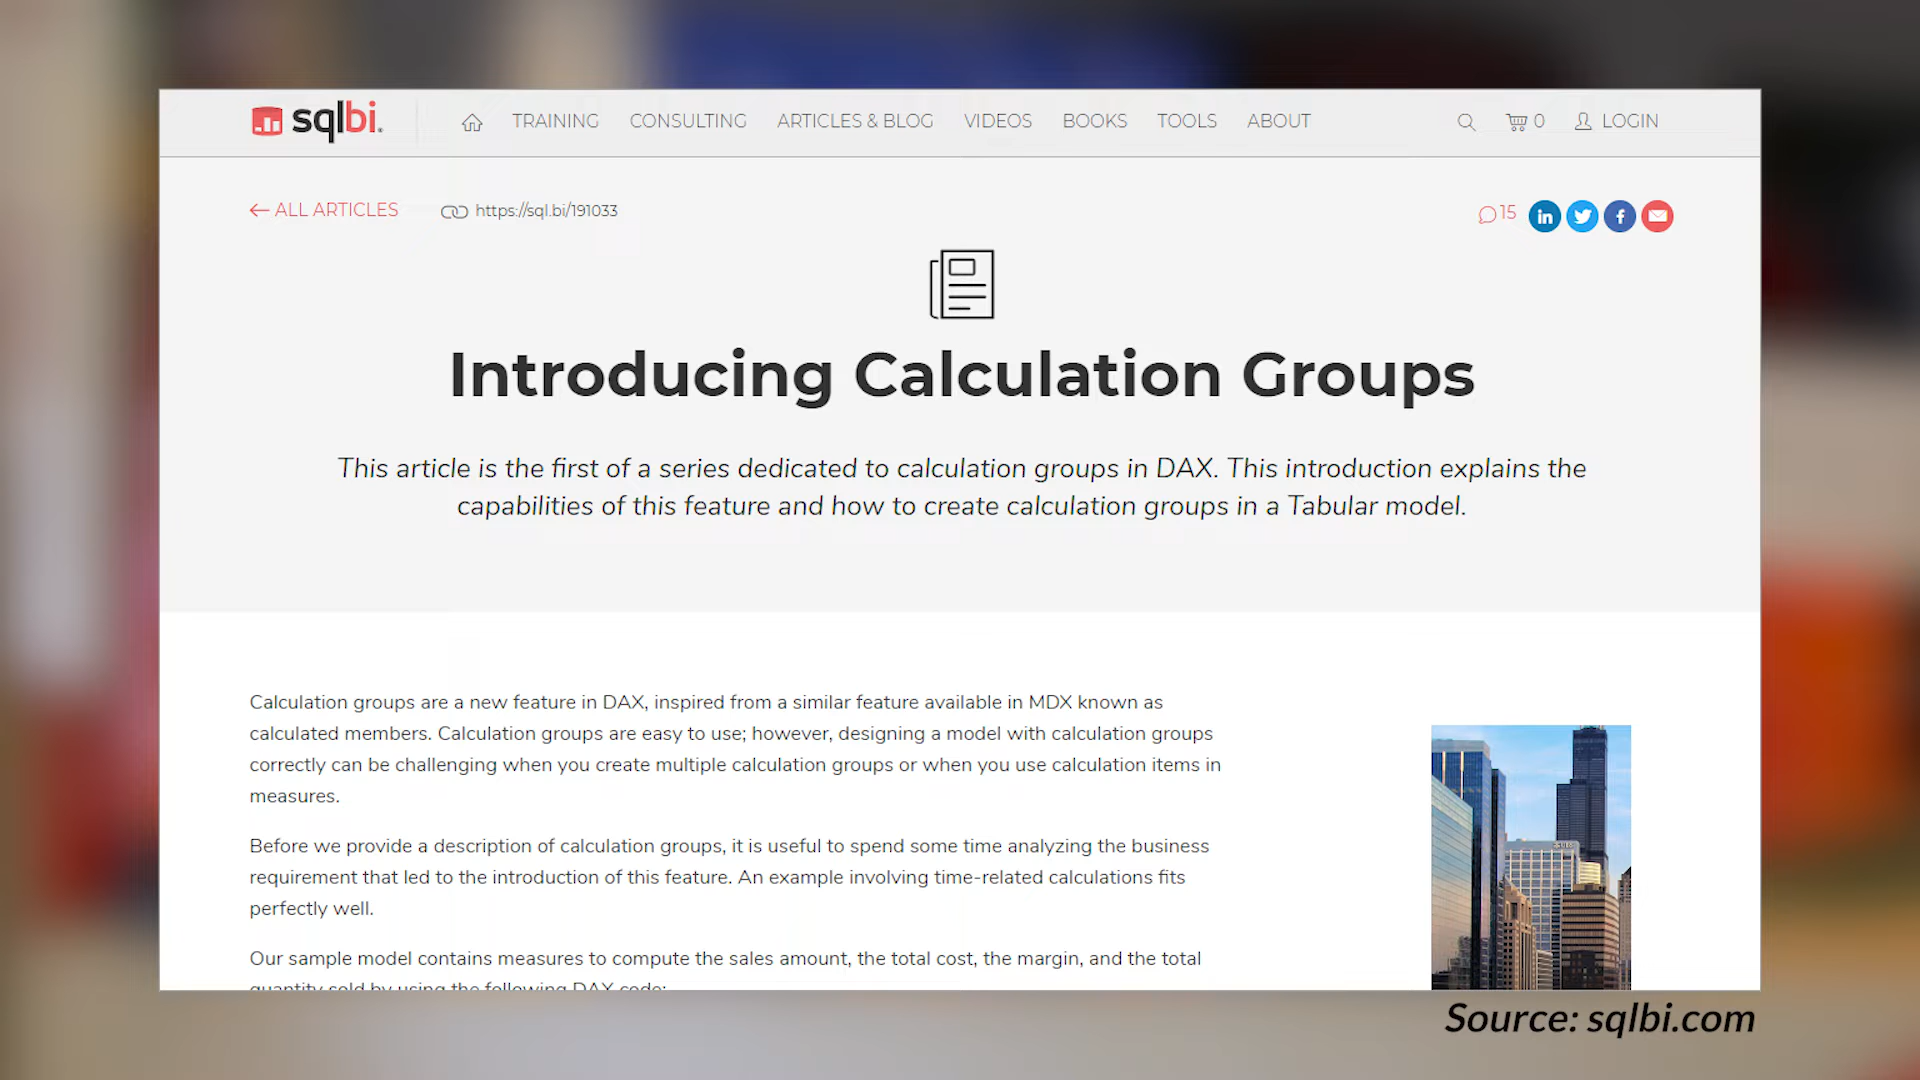 sqlbi.
TRAINING CONSULTING ARTICLES & BLOG VIDEOS BOOKS TOOLS ABOUT 0 LOGIN
ALL ARTICLES https://sql.bi/191033 15
Introducing Calculation Groups
This article is the first of a series dedicated to calculation groups in DAX. This introduction explains the
capabilities of this feature and how to create calculation groups in a Tabular model.
Calculation groups are a new feature in DAX, inspired from a similar feature available in MDX known as
calculated members. Calculation groups are easy to use; however, designing a model with calculation groups
correctly can be challenging when you create multiple calculation groups or when you use calculation items in
measures.
Before we provide a description of calculation groups, it is useful to spend some time analyzing the business
requirement that led to the introduction of this feature. An example involving time-related calculations fits
perfectly well.
Our sample model contains measures to compute the sales amount, the total cost, the margin, and the total
quantity sold by using the following DAX code:
Source: sqlbi.com